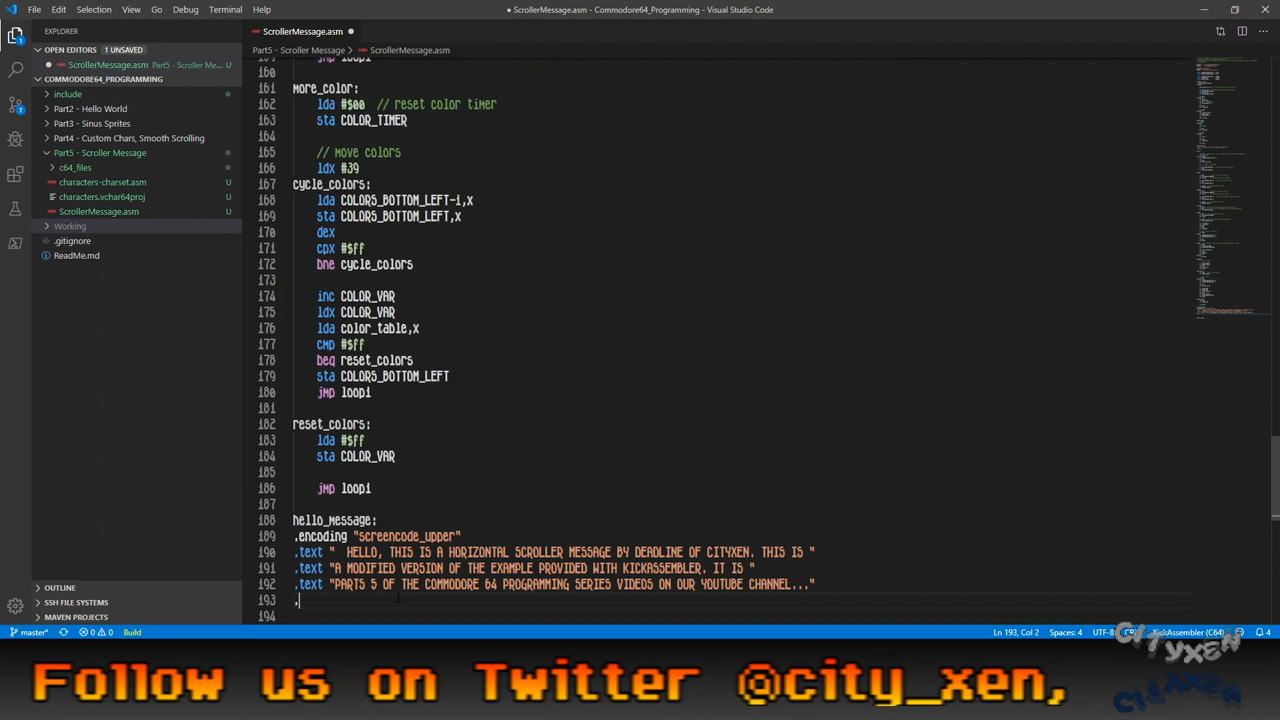 File Edit Selection View Go Debug Terminal Help
● ScrollerMessage.asm - Commodore64_Programming - Visual Studio Code
EXPLORER
OPEN EDITORS 1 UNSAVED
ScrollerMessage.asm Part5 - Scroller Me... U
COMMODORE64_PROGRAMMING
include
Part2 - Hello World
Part3 - Sinus Sprites
Part4 - Custom Chars, Smooth Scrolling
Part5 - Scroller Message
c64_files
characters-charset.asm U
characters.vchar64proj U
ScrollerMessage.asm U
Working
.gitignore
ReadMe.md
OUTLINE
SSH FILE SYSTEMS
MAVEN PROJECTS
ScrollerMessage.asm ●
Part5 - Scroller Message > ScrollerMessage.asm
159 jmp loop1
160
161 more_color:
162 lda #$00 // reset color timer
163 sta COLOR_TIMER
164
165 // move colors
166 ldx #39
167 cycle_colors:
168 lda COLORS_BOTTOM_LEFT-1,x
169 sta COLORS_BOTTOM_LEFT,x
170 dex
171 cpx #$ff
172 bne cycle_colors
173
174 inc COLOR_VAR
175 ldx COLOR_VAR
176 lda color_table,x
177 cmp #$ff
178 beq reset_colors
179 sta COLORS_BOTTOM_LEFT
180 jmp loop1
181
182 reset_colors:
183 lda #$ff
184 sta COLOR_VAR
185
186 jmp loop1
187
188 hello_message:
189 .encoding "screencode_upper"
190 .text "  HELLO, THIS IS A HORIZONTAL SCROLLER MESSAGE BY DEADLINE OF CITYXEN. THIS IS "
191 .text "A MODIFIED VERSION OF THE EXAMPLE PROVIDED WITH KICKASSEMBLER. IT IS "
192 .text "PARTS 5 OF THE COMMODORE 64 PROGRAMMING SERIES VIDEOS ON OUR YOUTUBE CHANNEL..."
193 .
194
master* 0 0 Build Ln 193, Col 2 Spaces: 4 UTF-8 CRLF KickAssembler (C64) 4
Follow us on Twitter @city_xen,
CITYXEN
CITYXEN